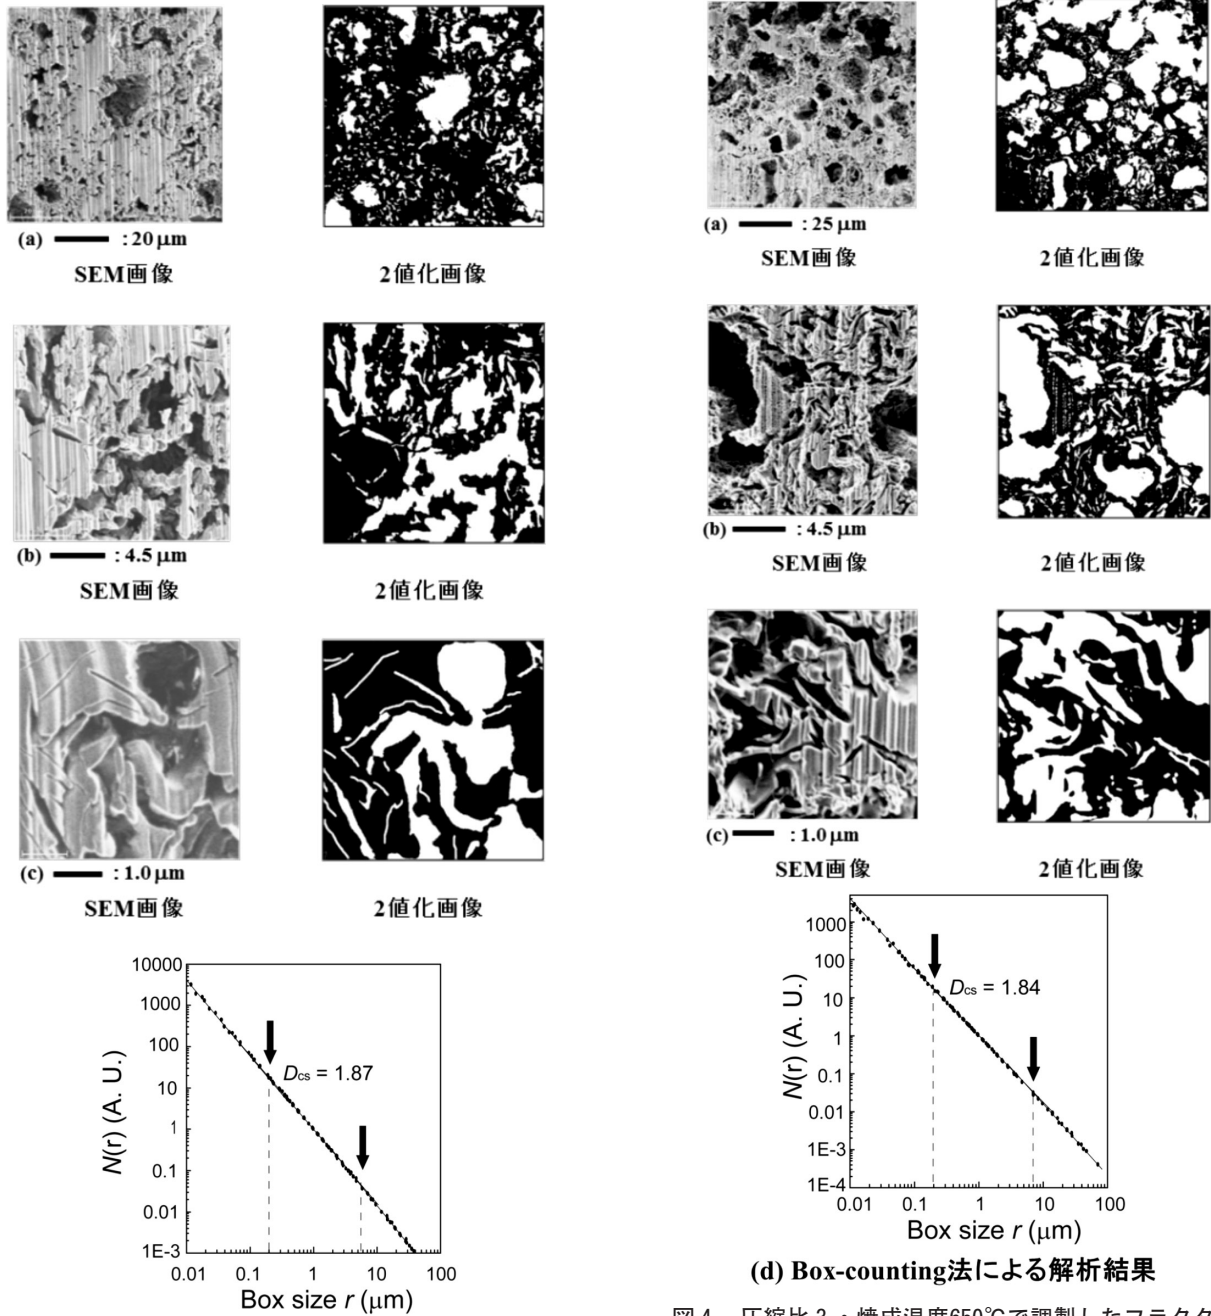 (a) : 20 μm
SEM画像 2値化画像
(b) : 4.5 μm
SEM画像 2値化画像
(c) : 1.0 μm
SEM画像 2値化画像
10000
1000
100
10
1
0.1
0.01
1E-3
N(r) (A. U.)
Dcs = 1.87
0.01 0.1 1 10 100
Box size r (μm)
(a) : 25 μm
SEM画像 2値化画像
(b) : 4.5 μm
SEM画像 2値化画像
(c) : 1.0 μm
SEM画像 2値化画像
1000
100
10
1
0.1
0.01
1E-3
1E-4
N(r) (A. U.)
Dcs = 1.84
0.01 0.1 1 10 100
Box size r (μm)
(d) Box-counting法による解析結果